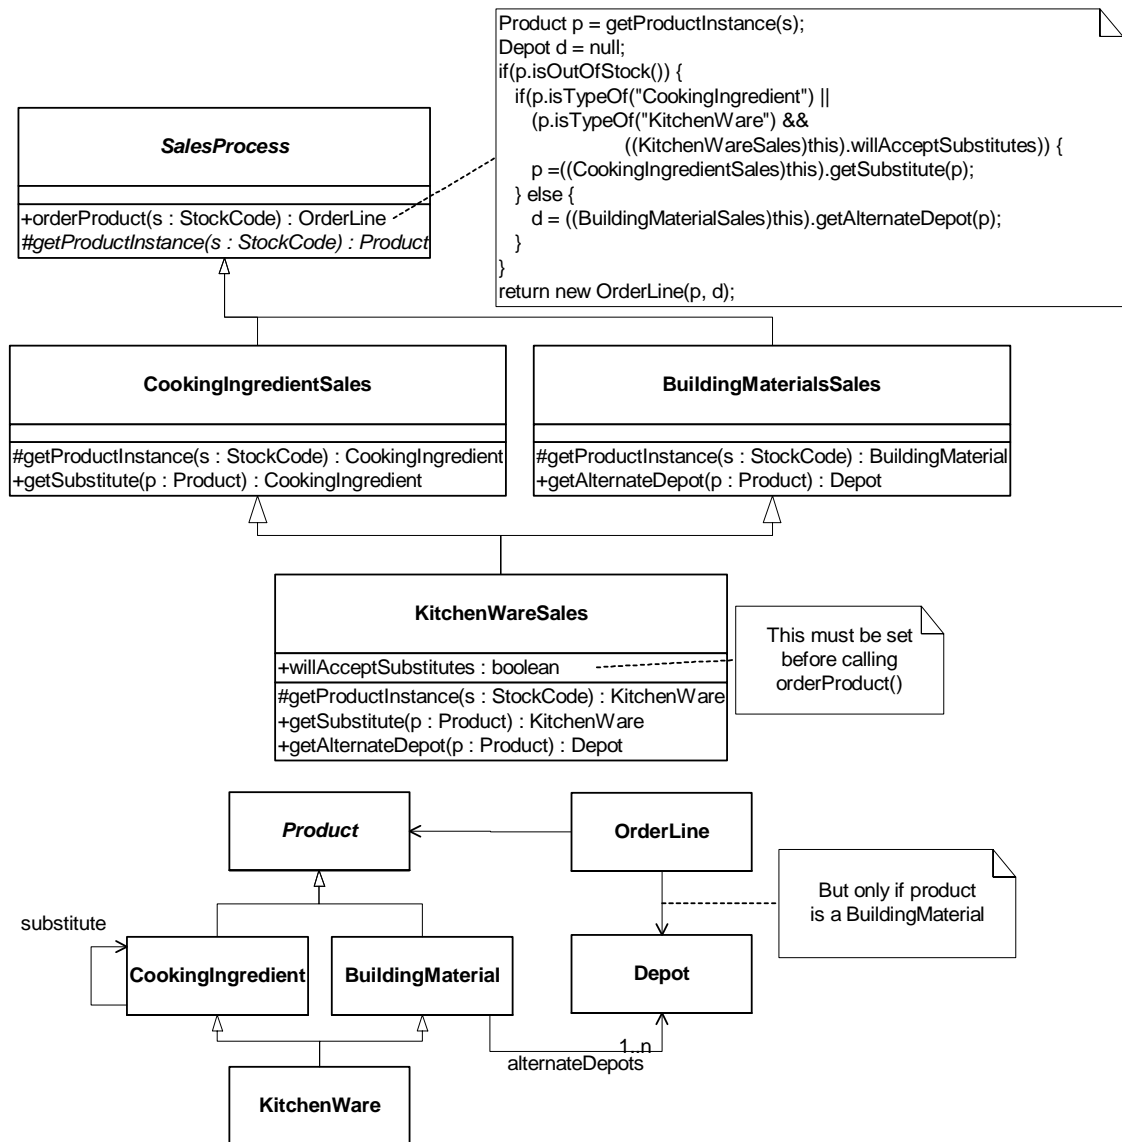 Product p = getProductInstance(s);
Depot d = null;
if(p.isOutOfStock()) {
if(p.isTypeOf("CookingIngredient") ||
(p.isTypeOf("KitchenWare") &&
((KitchenWareSales)this).willAcceptSubstitutes)) {
p =((CookingIngredientSales)this).getSubstitute(p);
} else {
d = ((BuildingMaterialSales)this).getAlternateDepot(p);
}
}
return new OrderLine(p, d);
SalesProcess
+orderProduct(s : StockCode) : OrderLine
#getProductInstance(s : StockCode) : Product
CookingIngredientSales
#getProductInstance(s : StockCode) : CookingIngredient
+getSubstitute(p : Product) : CookingIngredient
BuildingMaterialsSales
#getProductInstance(s : StockCode) : BuildingMaterial
+getAlternateDepot(p : Product) : Depot
KitchenWareSales
+willAcceptSubstitutes : boolean
#getProductInstance(s : StockCode) : KitchenWare
+getSubstitute(p : Product) : KitchenWare
+getAlternateDepot(p : Product) : Depot
This must be set
before calling
orderProduct()
Product
OrderLine
But only if product
is a BuildingMaterial
substitute
CookingIngredient
BuildingMaterial
Depot
1..n
alternateDepots
KitchenWare